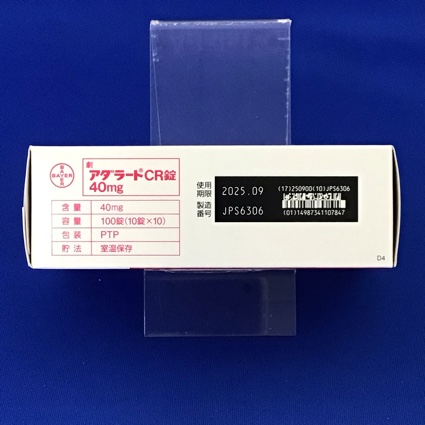 BAYER
劇
アダラートCR錠
40mg
含量 40mg
容量 100錠(10錠×10)
包装 PTP
貯法 室温保存
使用期限 2025.09
製造番号 JPS6306
(17)250900(10)JPS6306
(01)14987341107847
D4